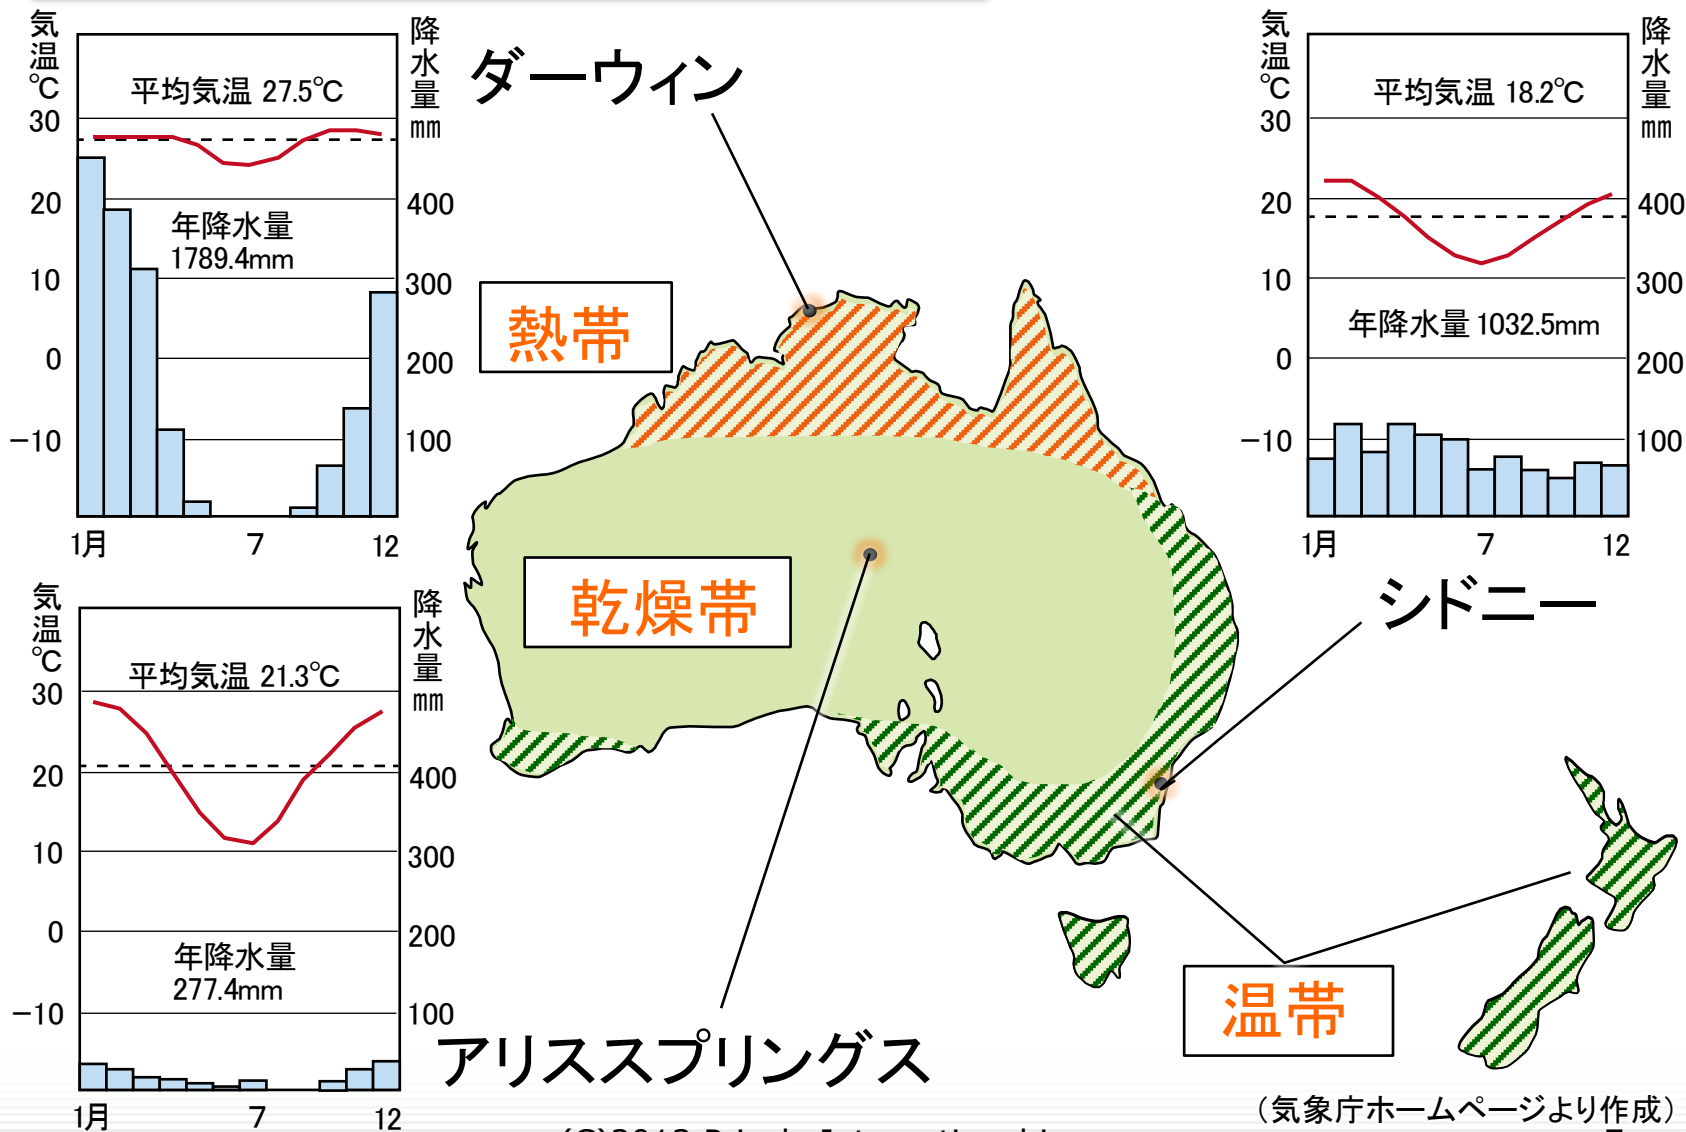 気温℃
降水量mm
平均気温 27.5℃
30
20
10
0
−10
400
300
200
100
年降水量
1789.4mm
1月
7
12
ダーウィン
気温℃
降水量mm
平均気温 18.2℃
30
20
10
0
−10
400
300
200
100
年降水量 1032.5mm
1月
7
12
シドニー
熱帯
乾燥帯
温帯
気温℃
降水量mm
平均気温 21.3℃
30
20
10
0
−10
400
300
200
100
年降水量
277.4mm
1月
7
12
アリススプリングス
（気象庁ホームページより作成）